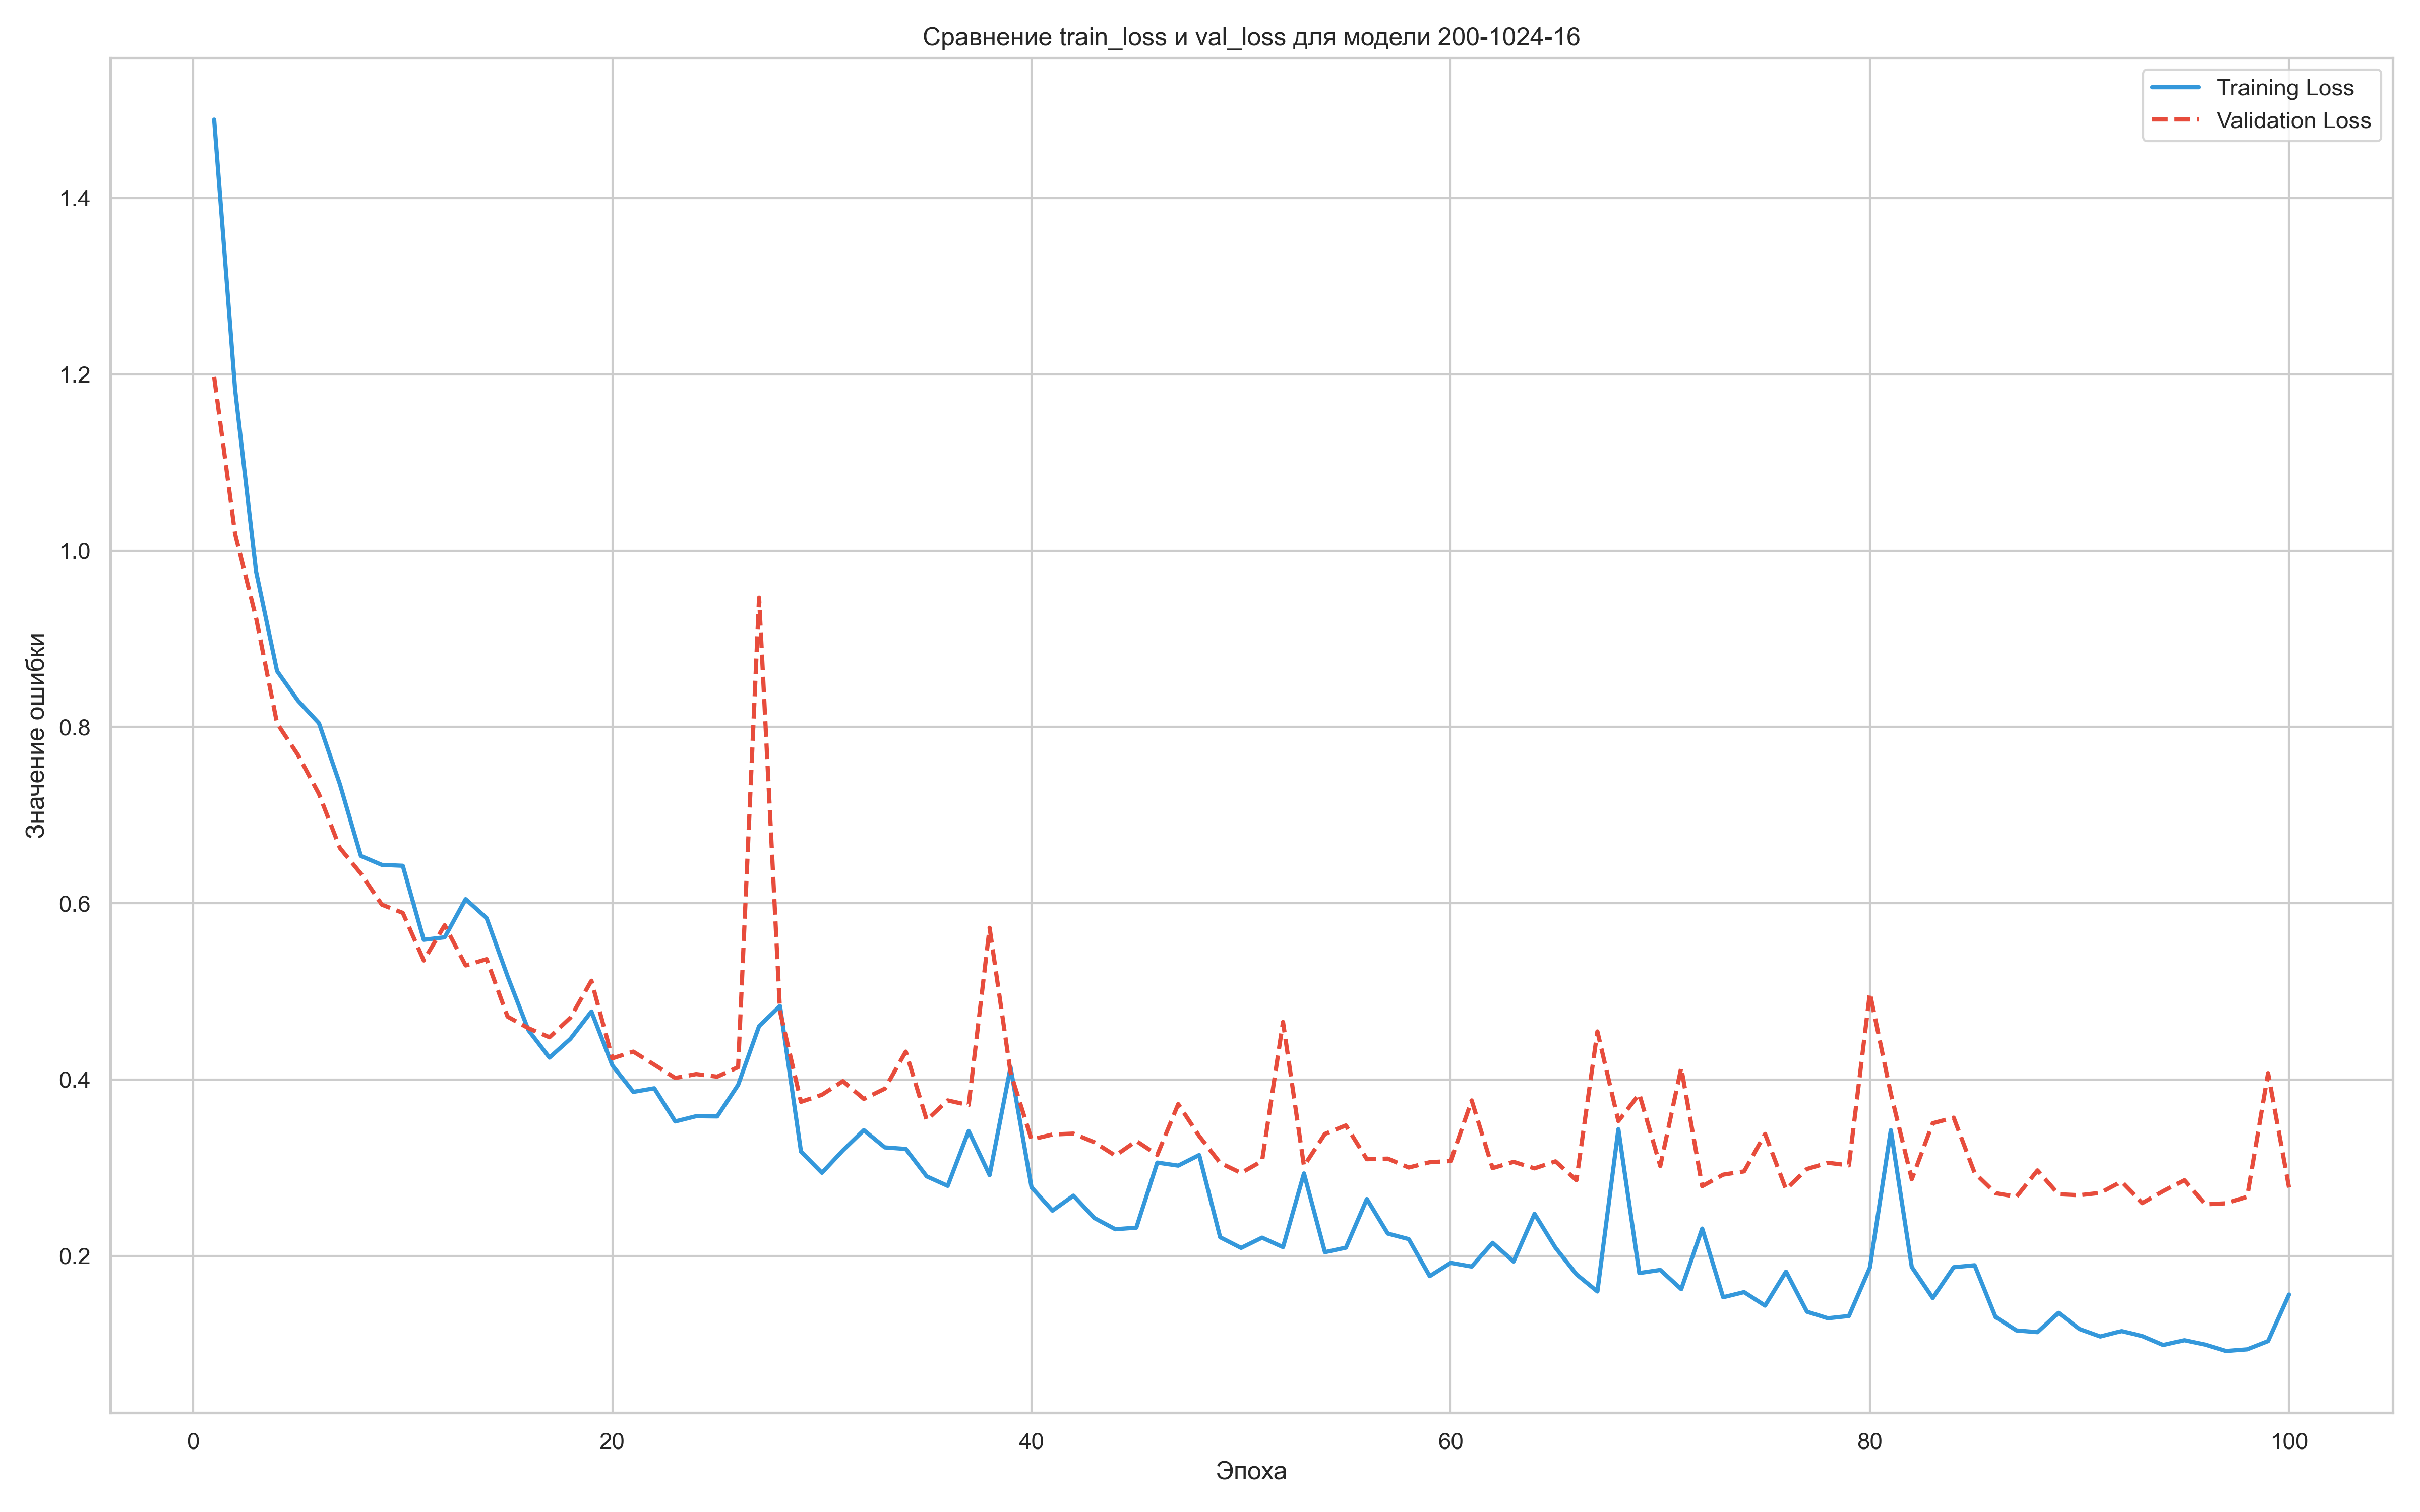 Сравнение train_loss и val_loss для модели 200-1024-16
Training Loss
Validation Loss
Значение ошибки
1.4
1.2
1.0
0.8
0.6
0.4
0.2
0
20
40
60
80
100
Эпоха